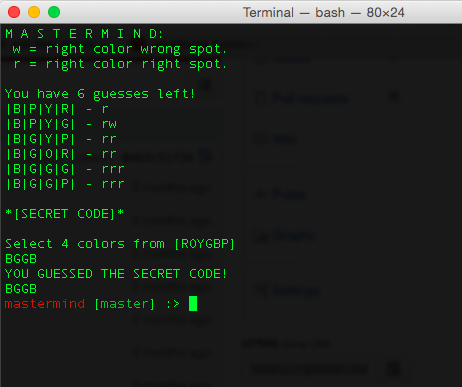 Terminal — bash — 80×24
M A S T E R M I N D:
w = right color wrong spot.
r = right color right spot.
You have 6 guesses left!
|B|P|Y|R| - r
|B|P|Y|G| - rw
|B|G|Y|P| - rr
|B|G|O|R| - rr
|B|G|G|G| - rrr
|B|G|G|P| - rrr
*[SECRET CODE]*
Select 4 colors from [ROYGBP]
BGGB
YOU GUESSED THE SECRET CODE!
BGGB
mastermind [master] :>